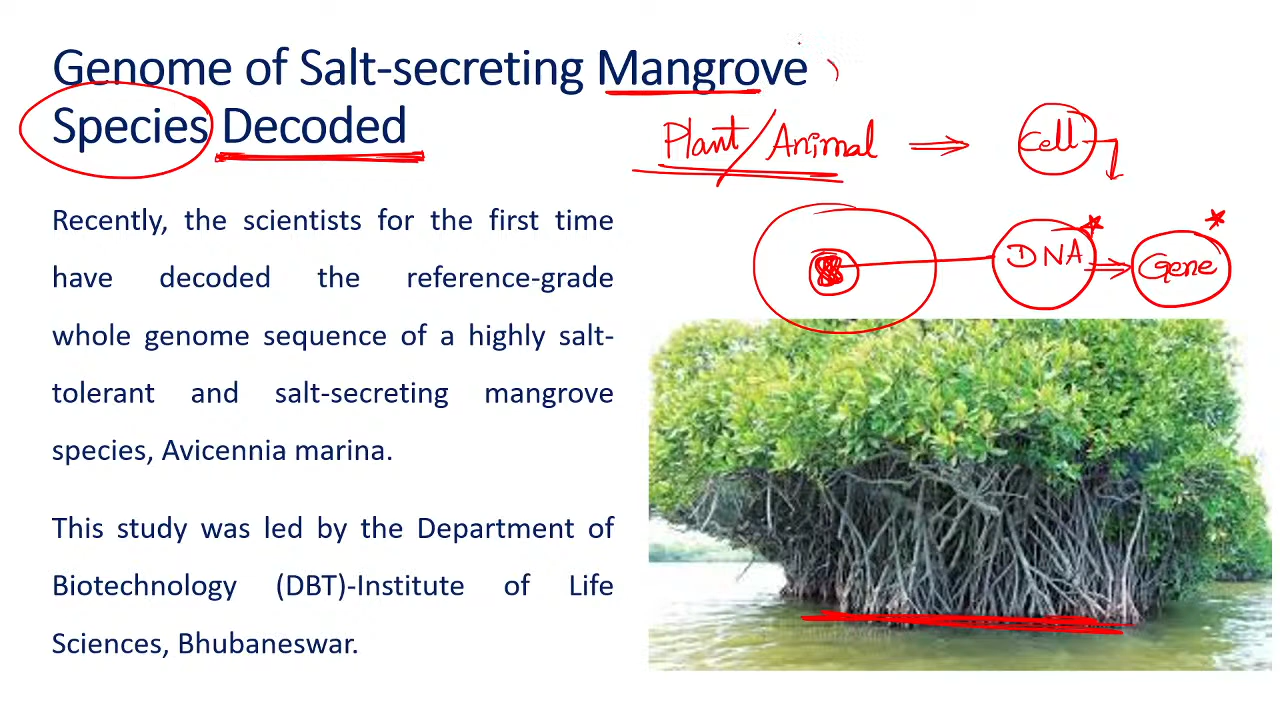 Genome of Salt-secreting Mangrove
Species Decoded
Plant/Animal ⇒ Cell
DNA ⇒ Gene
Recently, the scientists for the first time
have decoded the reference-grade
whole genome sequence of a highly salt-
tolerant and salt-secreting mangrove
species, Avicennia marina.
This study was led by the Department of
Biotechnology (DBT)-Institute of Life
Sciences, Bhubaneswar.